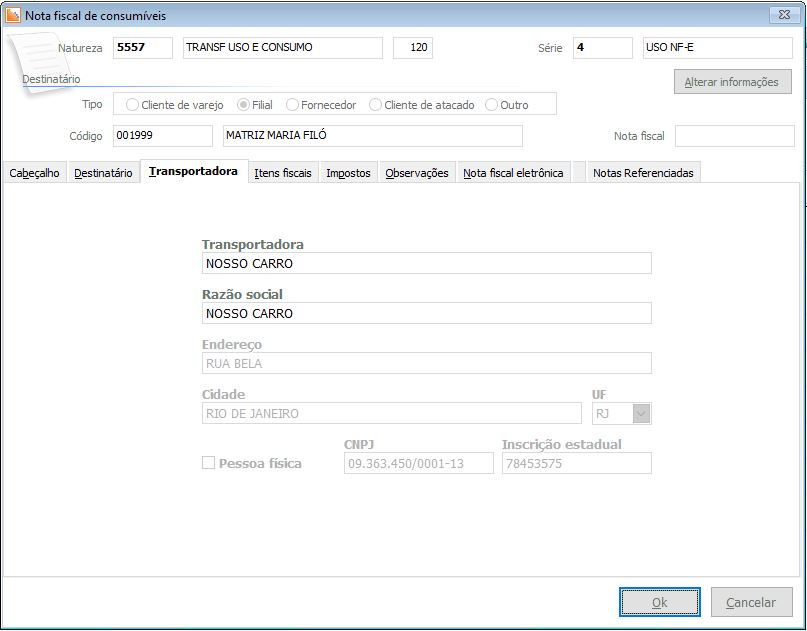 Nota fiscal de consumíveis
Natureza 5557 TRANSF USO E CONSUMO 120 Série 4 USO NF-E
Destinatário
Alterar informações
Tipo Cliente de varejo Filial Fornecedor Cliente de atacado Outro
Código 001999 MATRIZ MARIA FILÓ Nota fiscal
Cabeçalho Destinatário Transportadora Itens fiscais Impostos Observações Nota fiscal eletrônica Notas Referenciadas
Transportadora
NOSSO CARRO
Razão social
NOSSO CARRO
Endereço
RUA BELA
Cidade UF
RIO DE JANEIRO RJ
CNPJ Inscrição estadual
Pessoa física 09.363.450/0001-13 78453575
Ok Cancelar